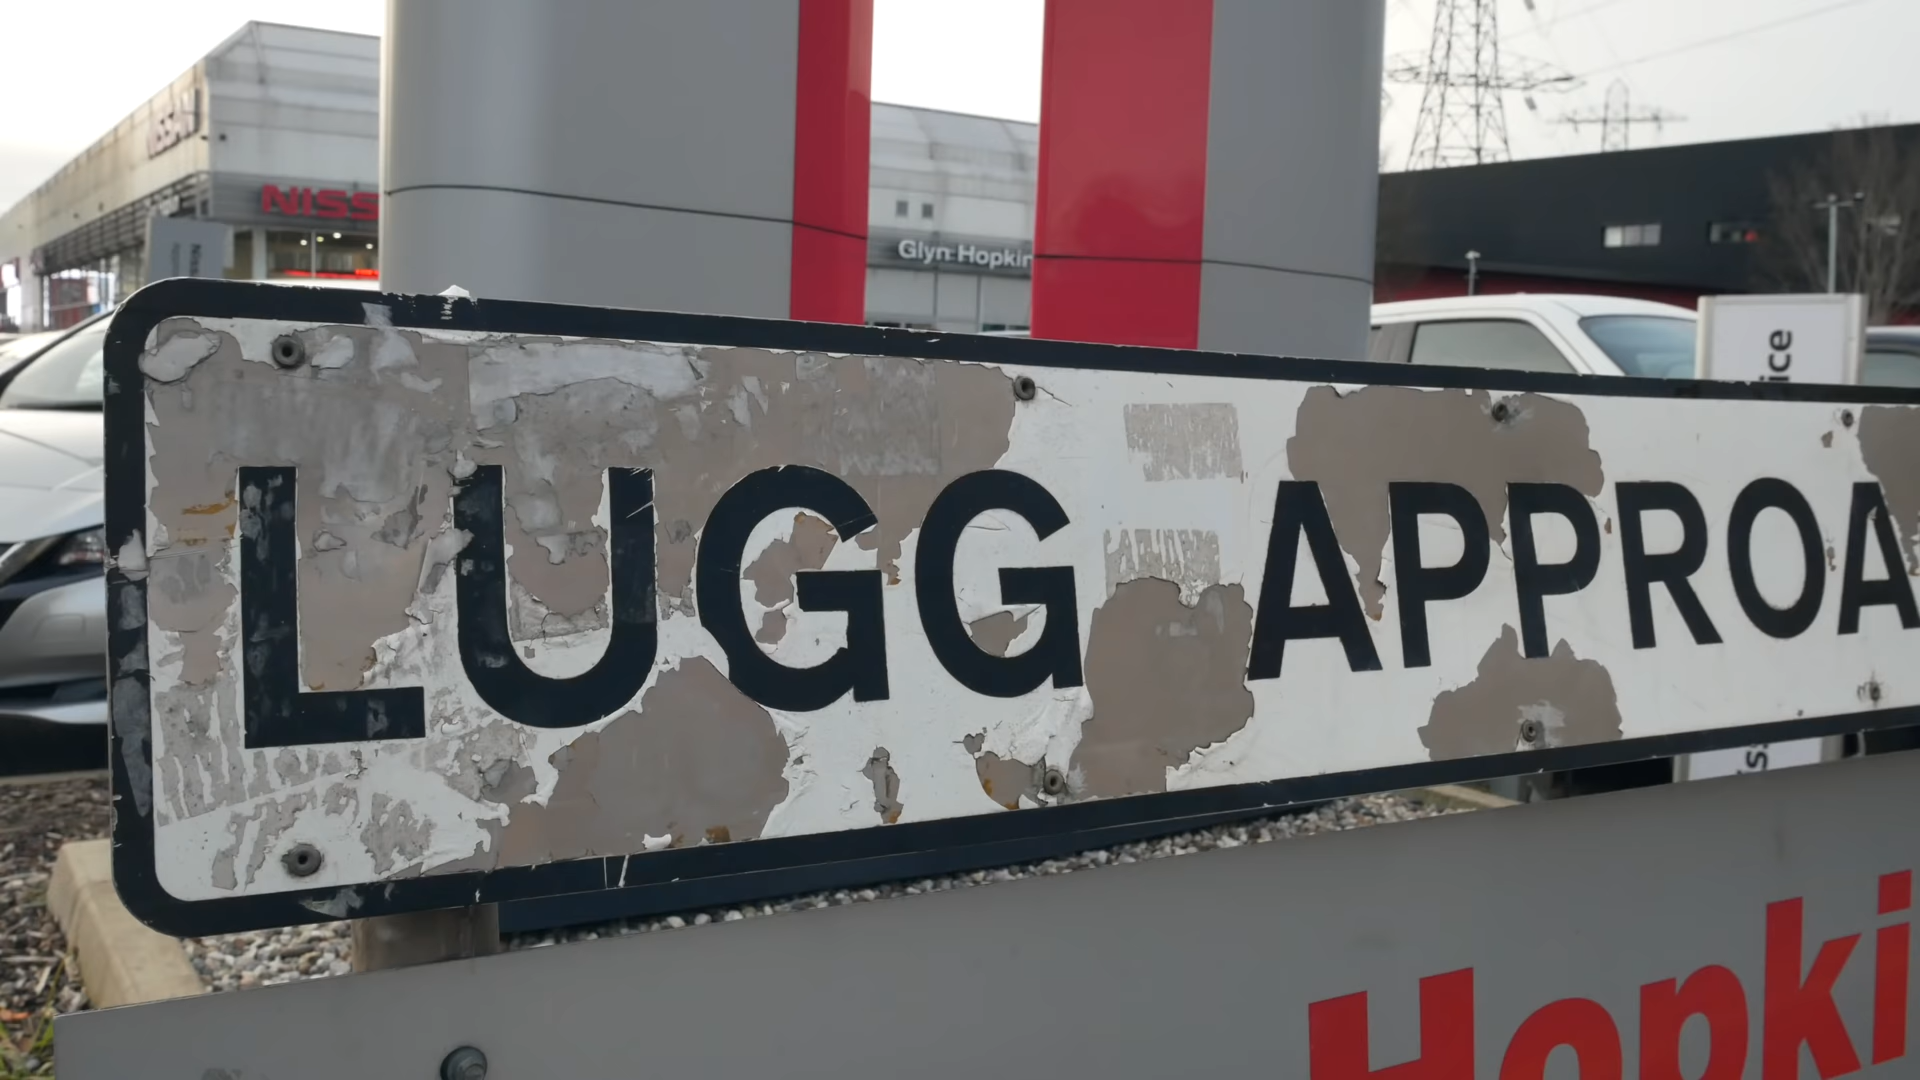 NISSAN
NISS
Glyn Hopkin
ice
LUGG APPROA
Hopki